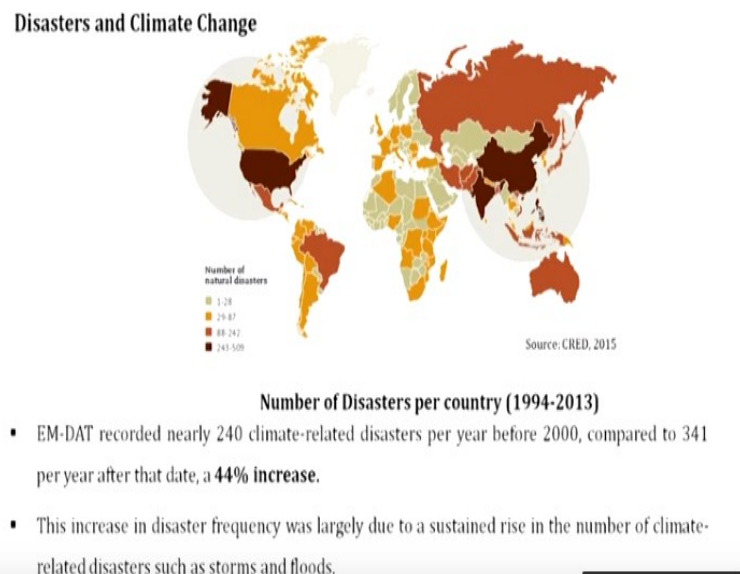 Disasters and Climate Change
Number of
natural disasters
1-28
29-87
88-242
243-509
Source: CRED, 2015
Number of Disasters per country (1994-2013)
▪ EM-DAT recorded nearly 240 climate-related disasters per year before 2000, compared to 341
per year after that date, a 44% increase.
▪ This increase in disaster frequency was largely due to a sustained rise in the number of climate-
related disasters such as storms and floods.